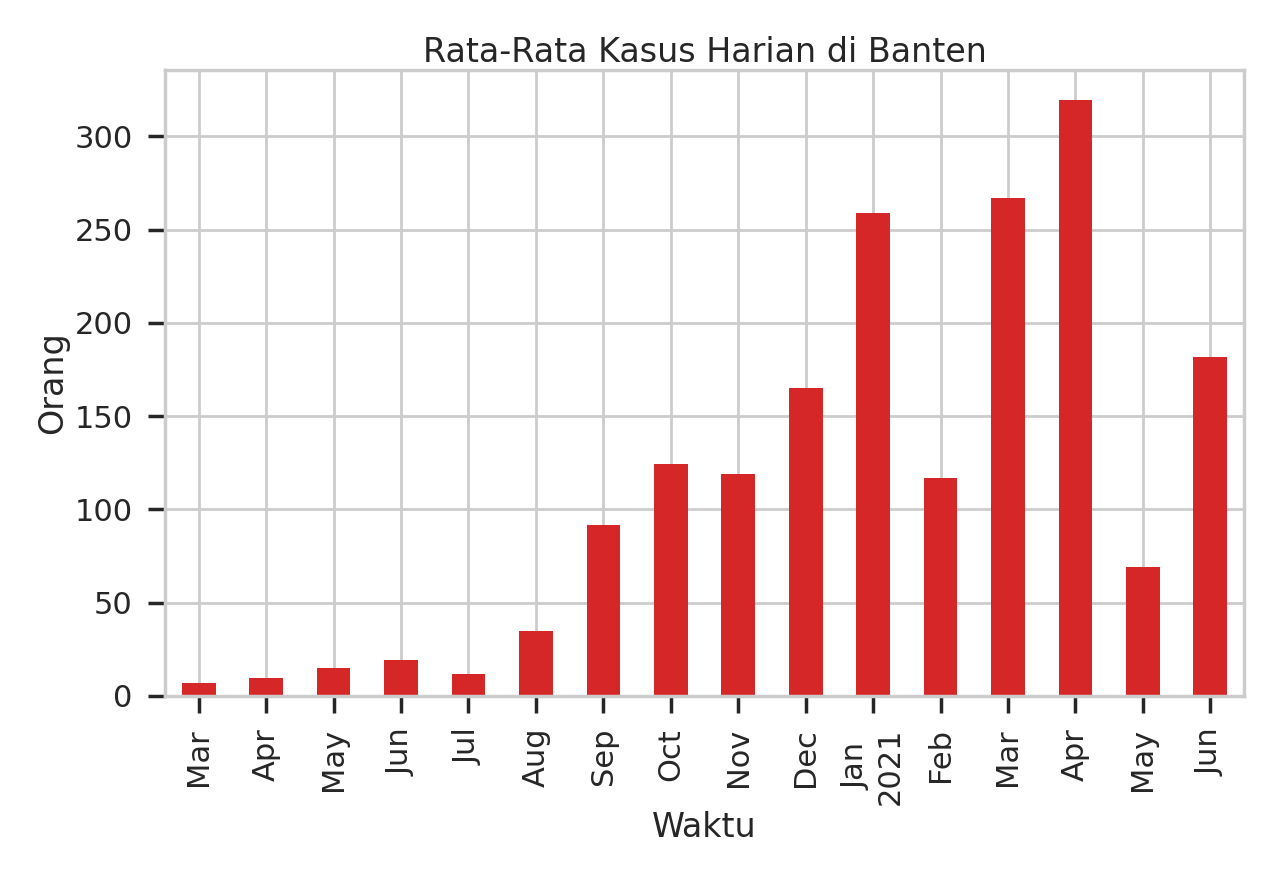 Rata-Rata Kasus Harian di Banten
Orang
300
250
200
150
100
50
0
Mar
Apr
May
Jun
Jul
Aug
Sep
Oct
Nov
Dec
Jan
2021
Feb
Mar
Apr
May
Jun
Waktu